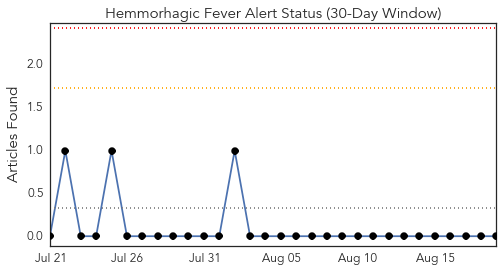 Hemmorhagic Fever Alert Status (30-Day Window)
Articles Found
2.0
1.5
1.0
0.5
0.0
Jul 21 Jul 26 Jul 31 Aug 05 Aug 10 Aug 15